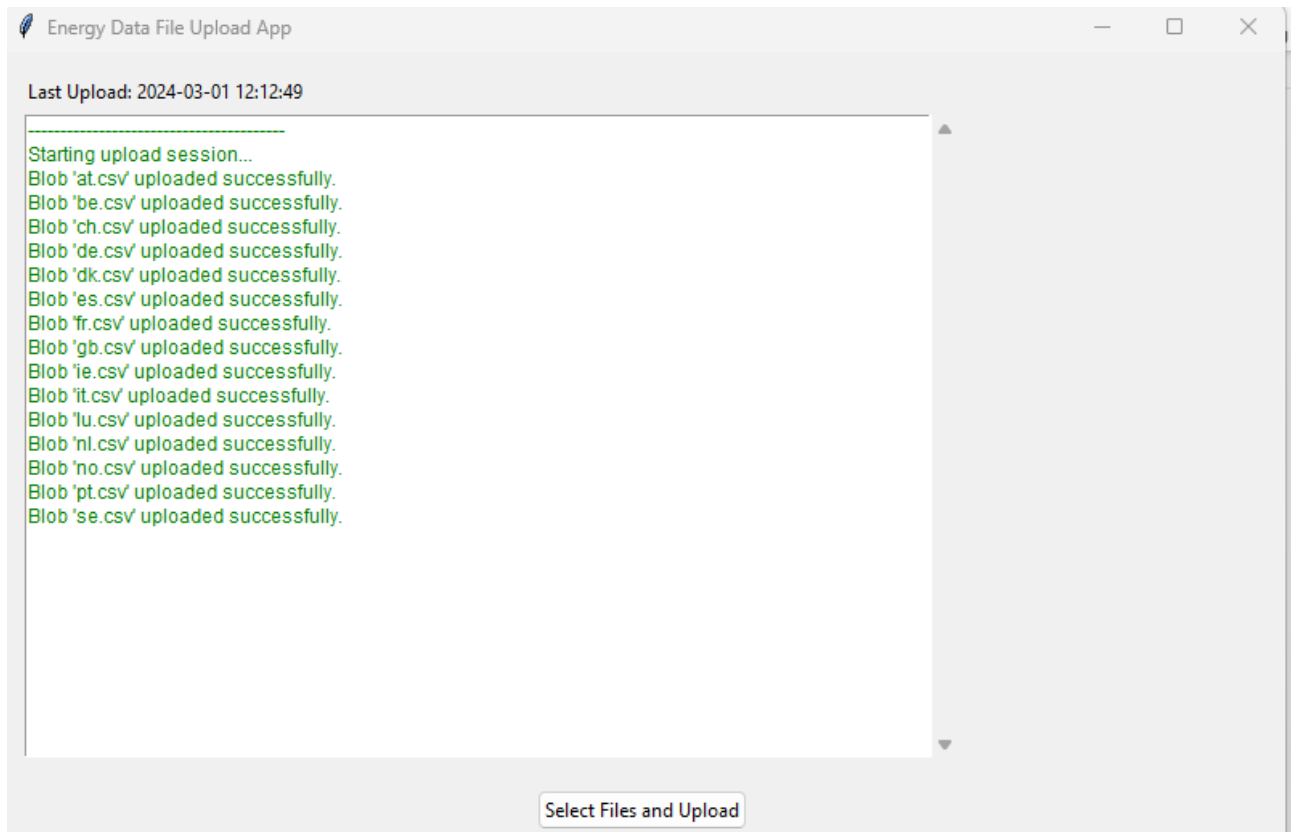 Energy Data File Upload App
Last Upload: 2024-03-01 12:12:49
----------------------------------------
Starting upload session...
Blob 'at.csv' uploaded successfully.
Blob 'be.csv' uploaded successfully.
Blob 'ch.csv' uploaded successfully.
Blob 'de.csv' uploaded successfully.
Blob 'dk.csv' uploaded successfully.
Blob 'es.csv' uploaded successfully.
Blob 'fr.csv' uploaded successfully.
Blob 'gb.csv' uploaded successfully.
Blob 'ie.csv' uploaded successfully.
Blob 'it.csv' uploaded successfully.
Blob 'lu.csv' uploaded successfully.
Blob 'nl.csv' uploaded successfully.
Blob 'no.csv' uploaded successfully.
Blob 'pt.csv' uploaded successfully.
Blob 'se.csv' uploaded successfully.
Select Files and Upload